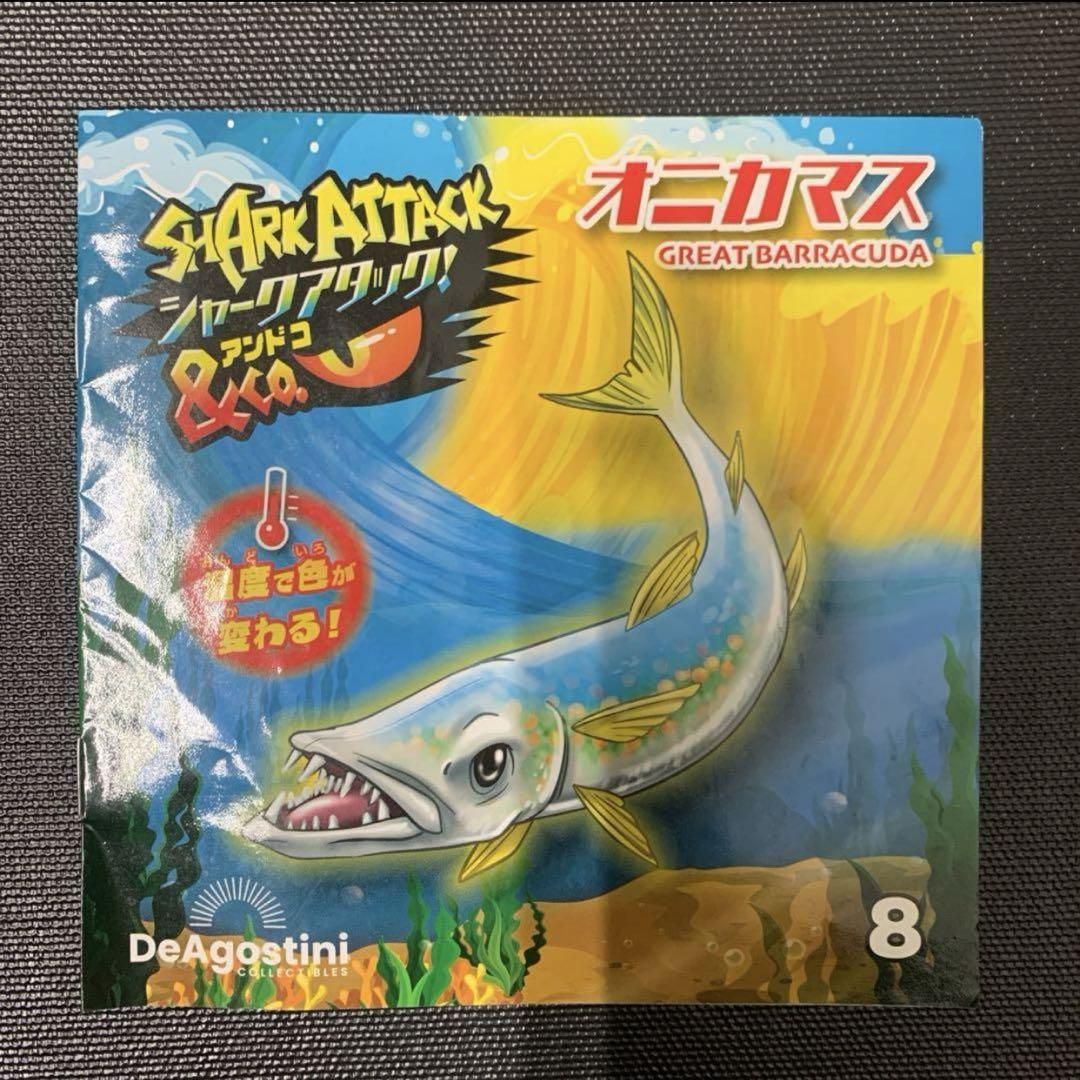 SHARK ATTACK
シャークアタック!
アンドコ
&CO.
オニカマス
GREAT BARRACUDA
おんど いろ
温度で色が
か
変わる!
DeAgostini
COLLECTIBLES
8